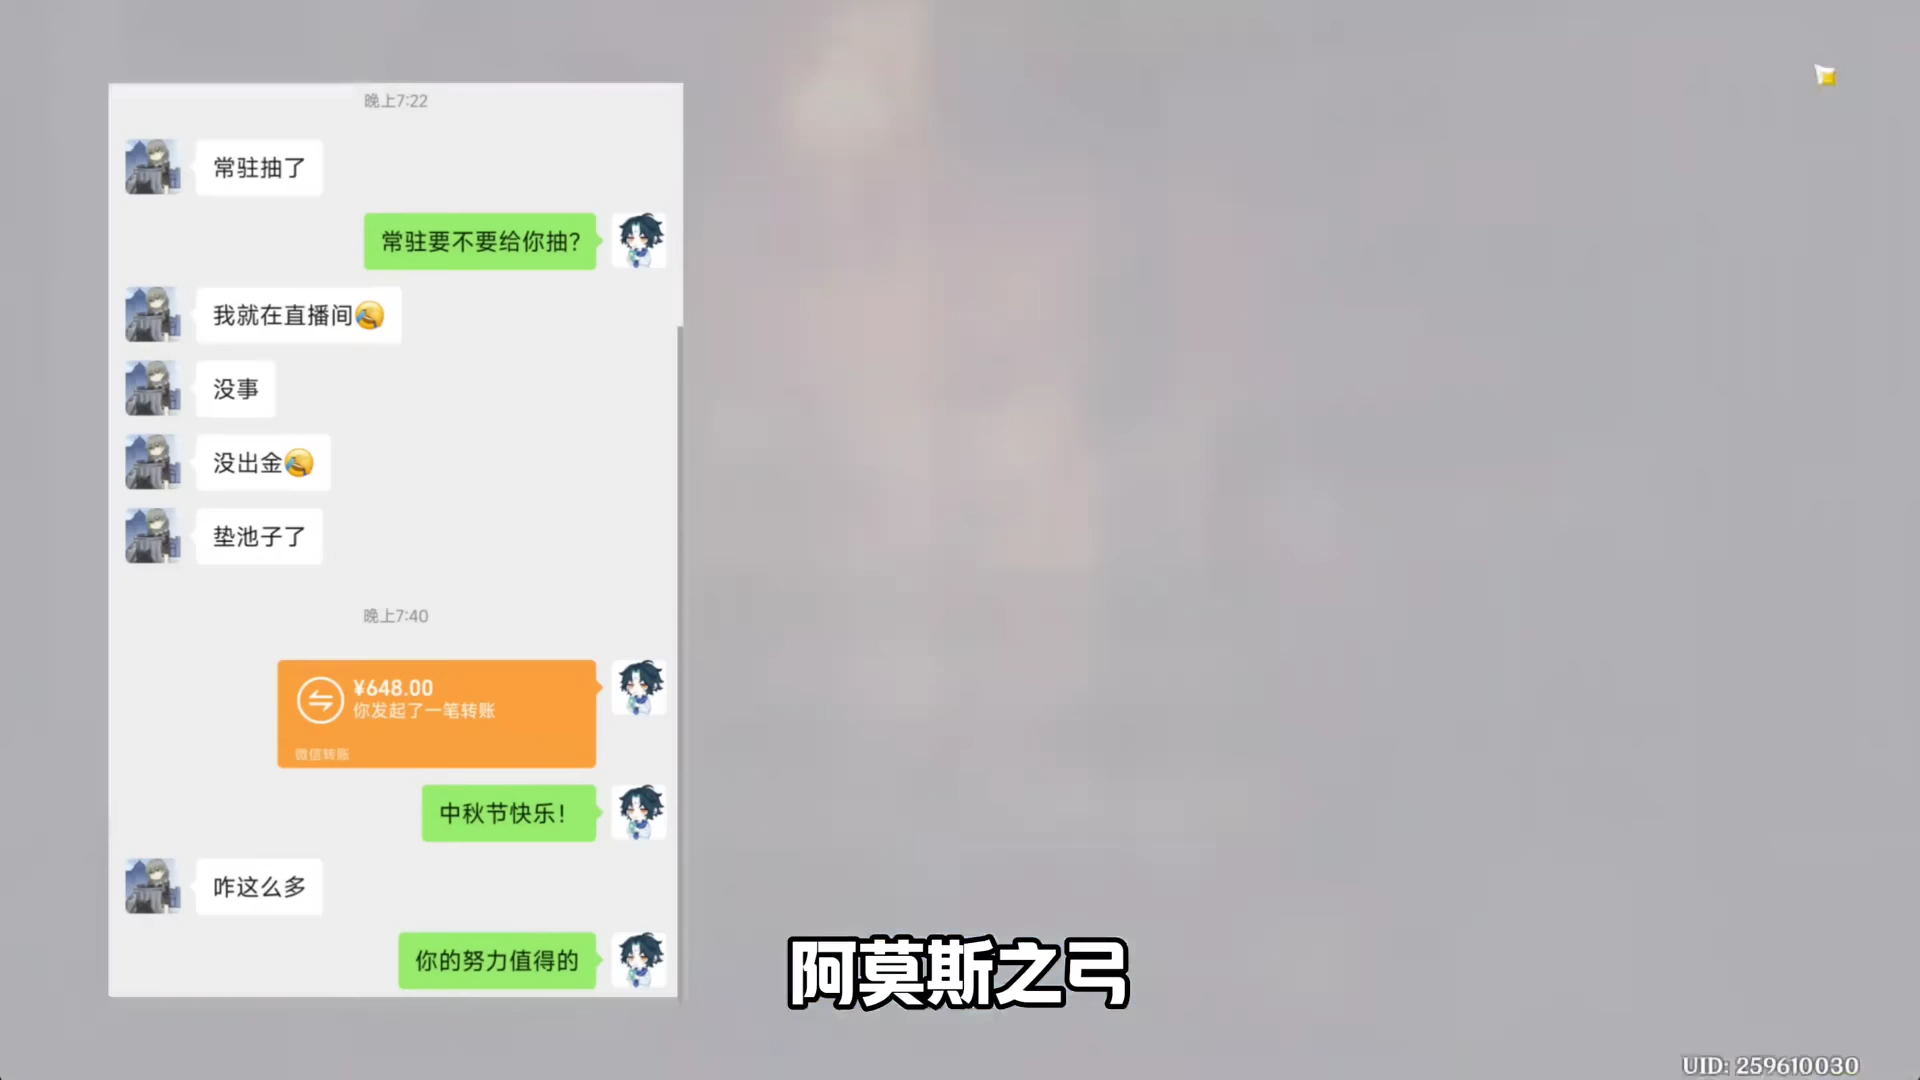 晚上7:22
常驻抽了
常驻要不要给你抽?
我就在直播间
没事
没出金
垫池子了
晚上7:40
¥648.00
你发起了一笔转账
微信转账
中秋节快乐!
咋这么多
你的努力值得的
阿莫斯之弓
UID: 259610030